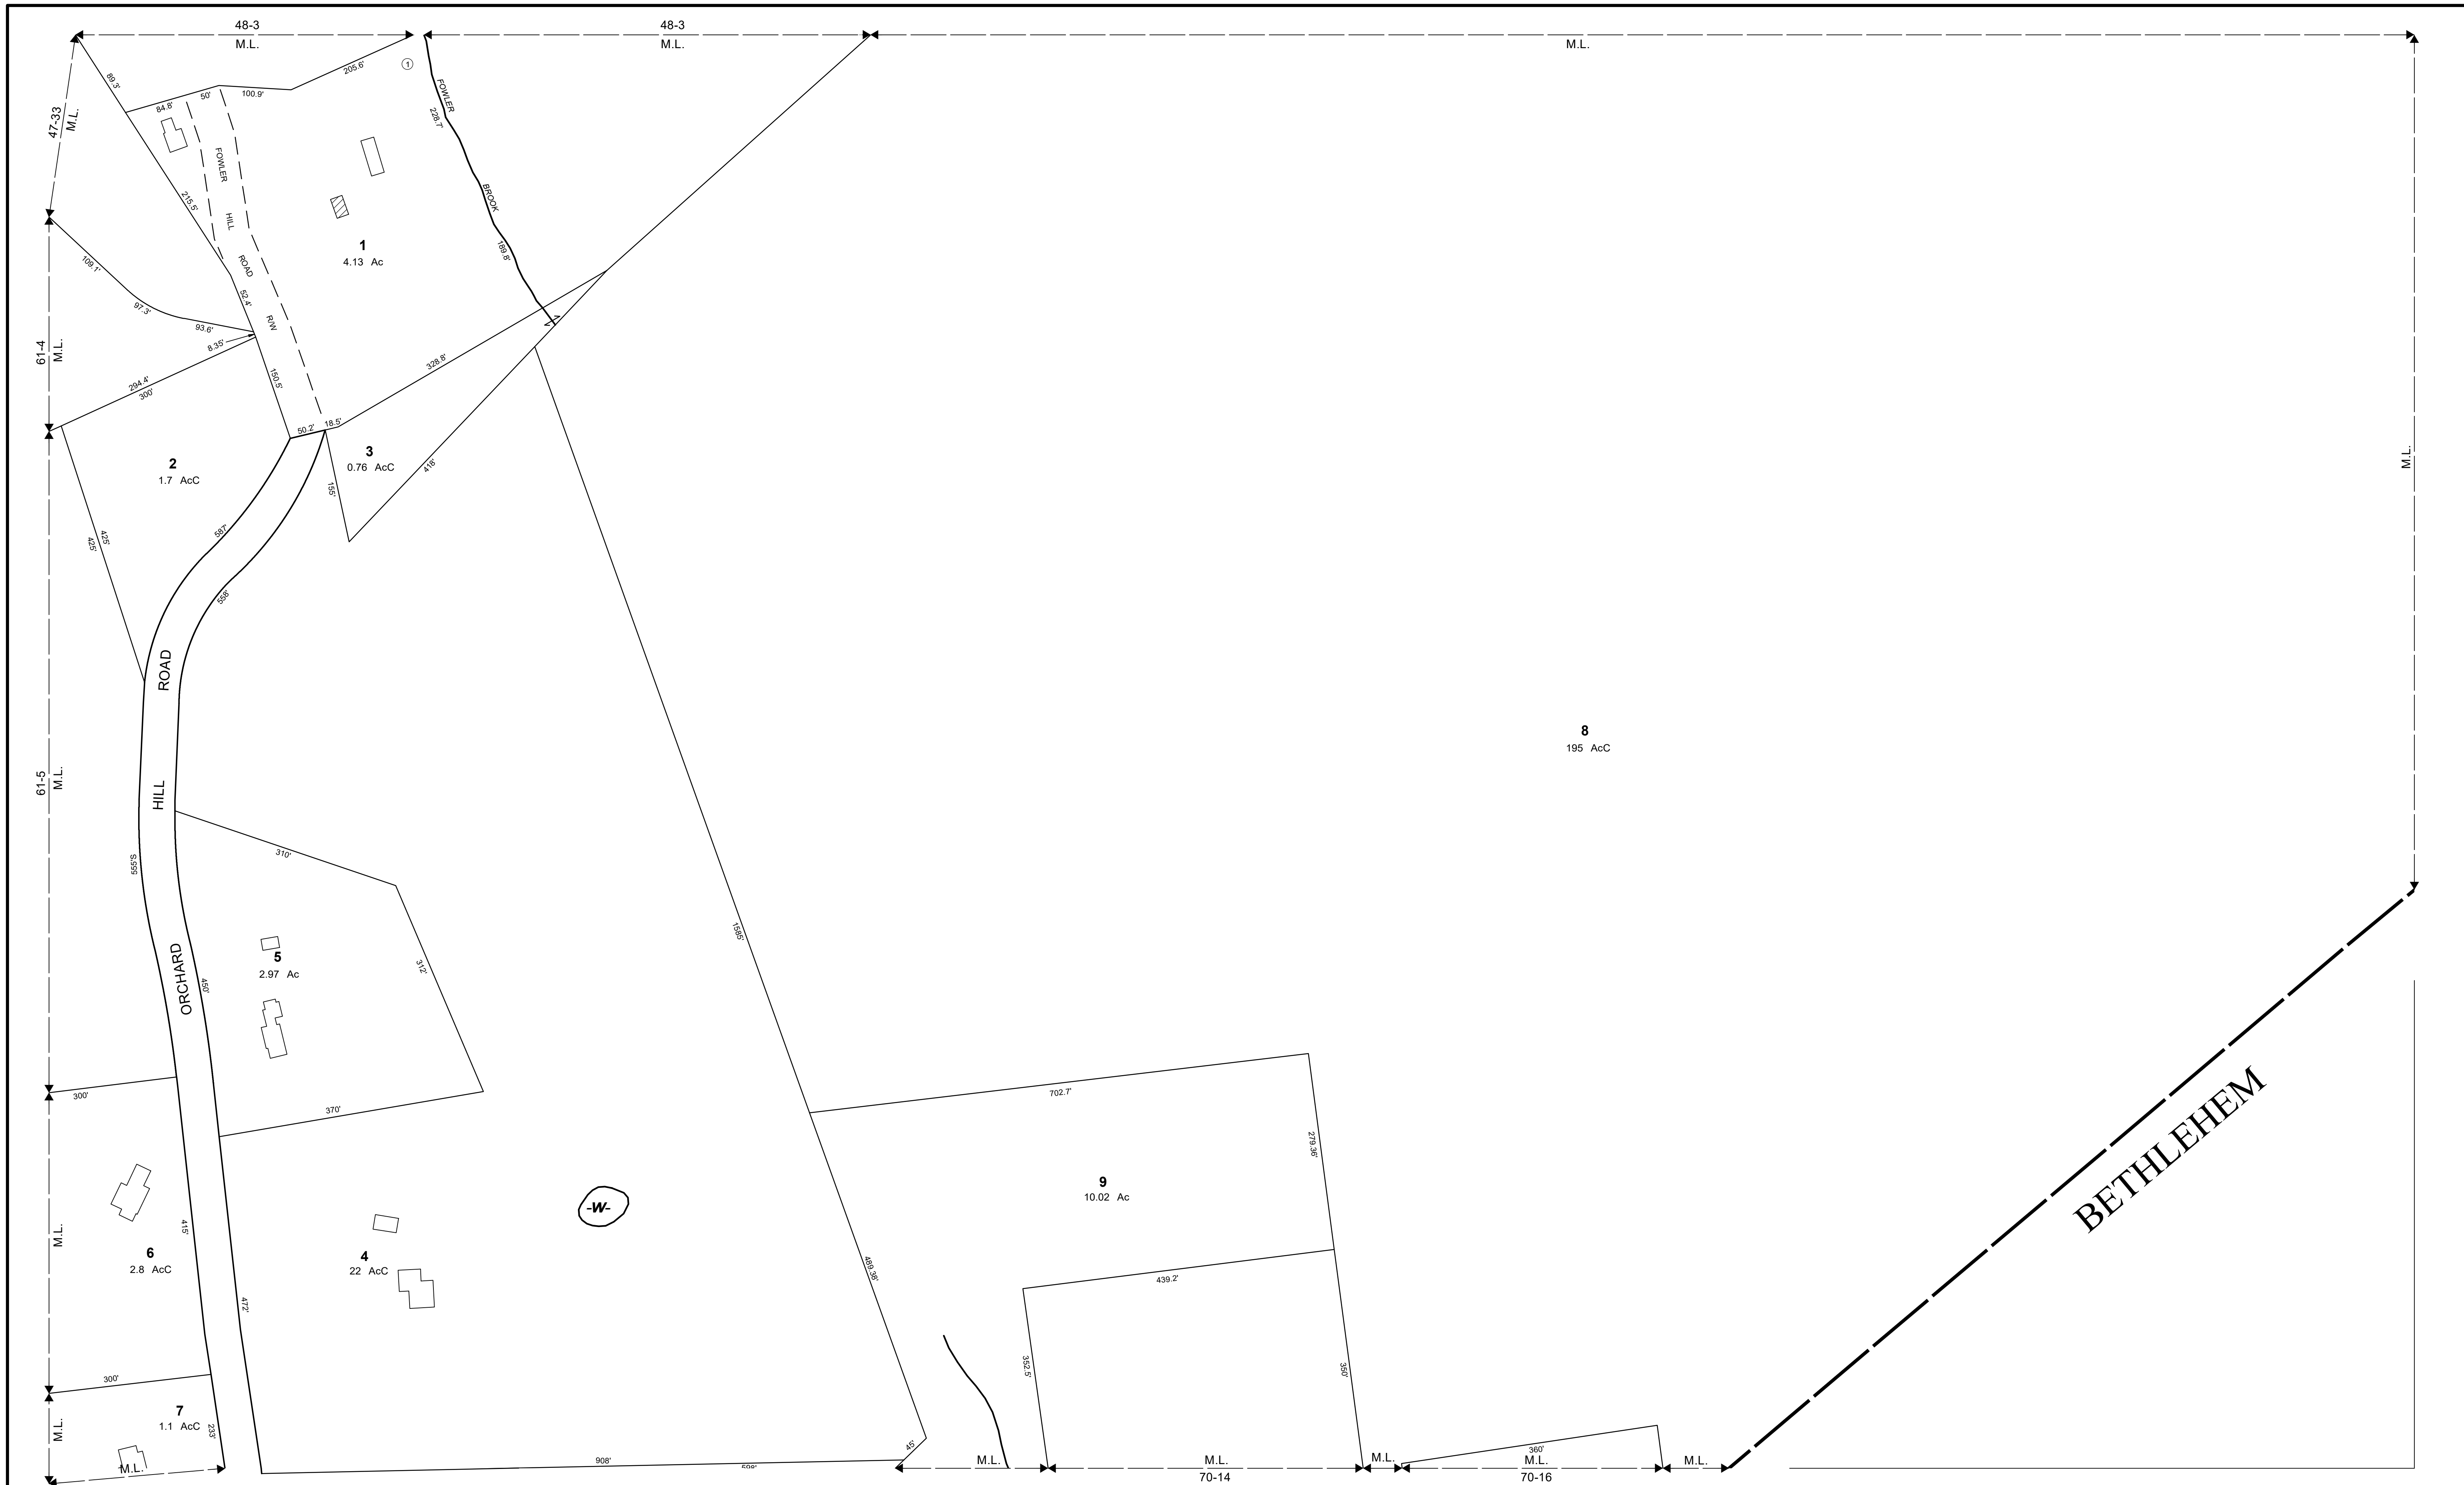 48-3
M.L.
48-3
M.L.
M.L.
47-33
M.L.
89.3'
84.8'
50'
100.9'
205.6'
1
FOWLER
228.7'
BROOK
189.8'
FOWLER
HILL
ROAD
R/W
215.5'
52.4'
1
4.13 Ac
109.1'
97.3'
93.6'
8.35'
61-4
M.L.
294.4'
300'
150.5'
328.8'
50.2'
18.5'
2
1.7 AcC
3
0.76 AcC
418'
155'
M.L.
425'
425'
587'
558'
ROAD
HILL
ORCHARD
61-5
M.L.
555'S
310'
312'
5
2.97 Ac
450'
1585'
8
195 AcC
300'
370'
702.7'
279.36'
9
10.02 Ac
BETHLEHEM
-W-
M.L.
415'
6
2.8 AcC
4
22 AcC
472'
489.38'
439.2'
352.5'
350'
300'
7
1.1 AcC
233'
M.L.
M.L.
908'
45'
M.L.
M.L.
70-14
M.L.
360'
M.L.
70-16
M.L.